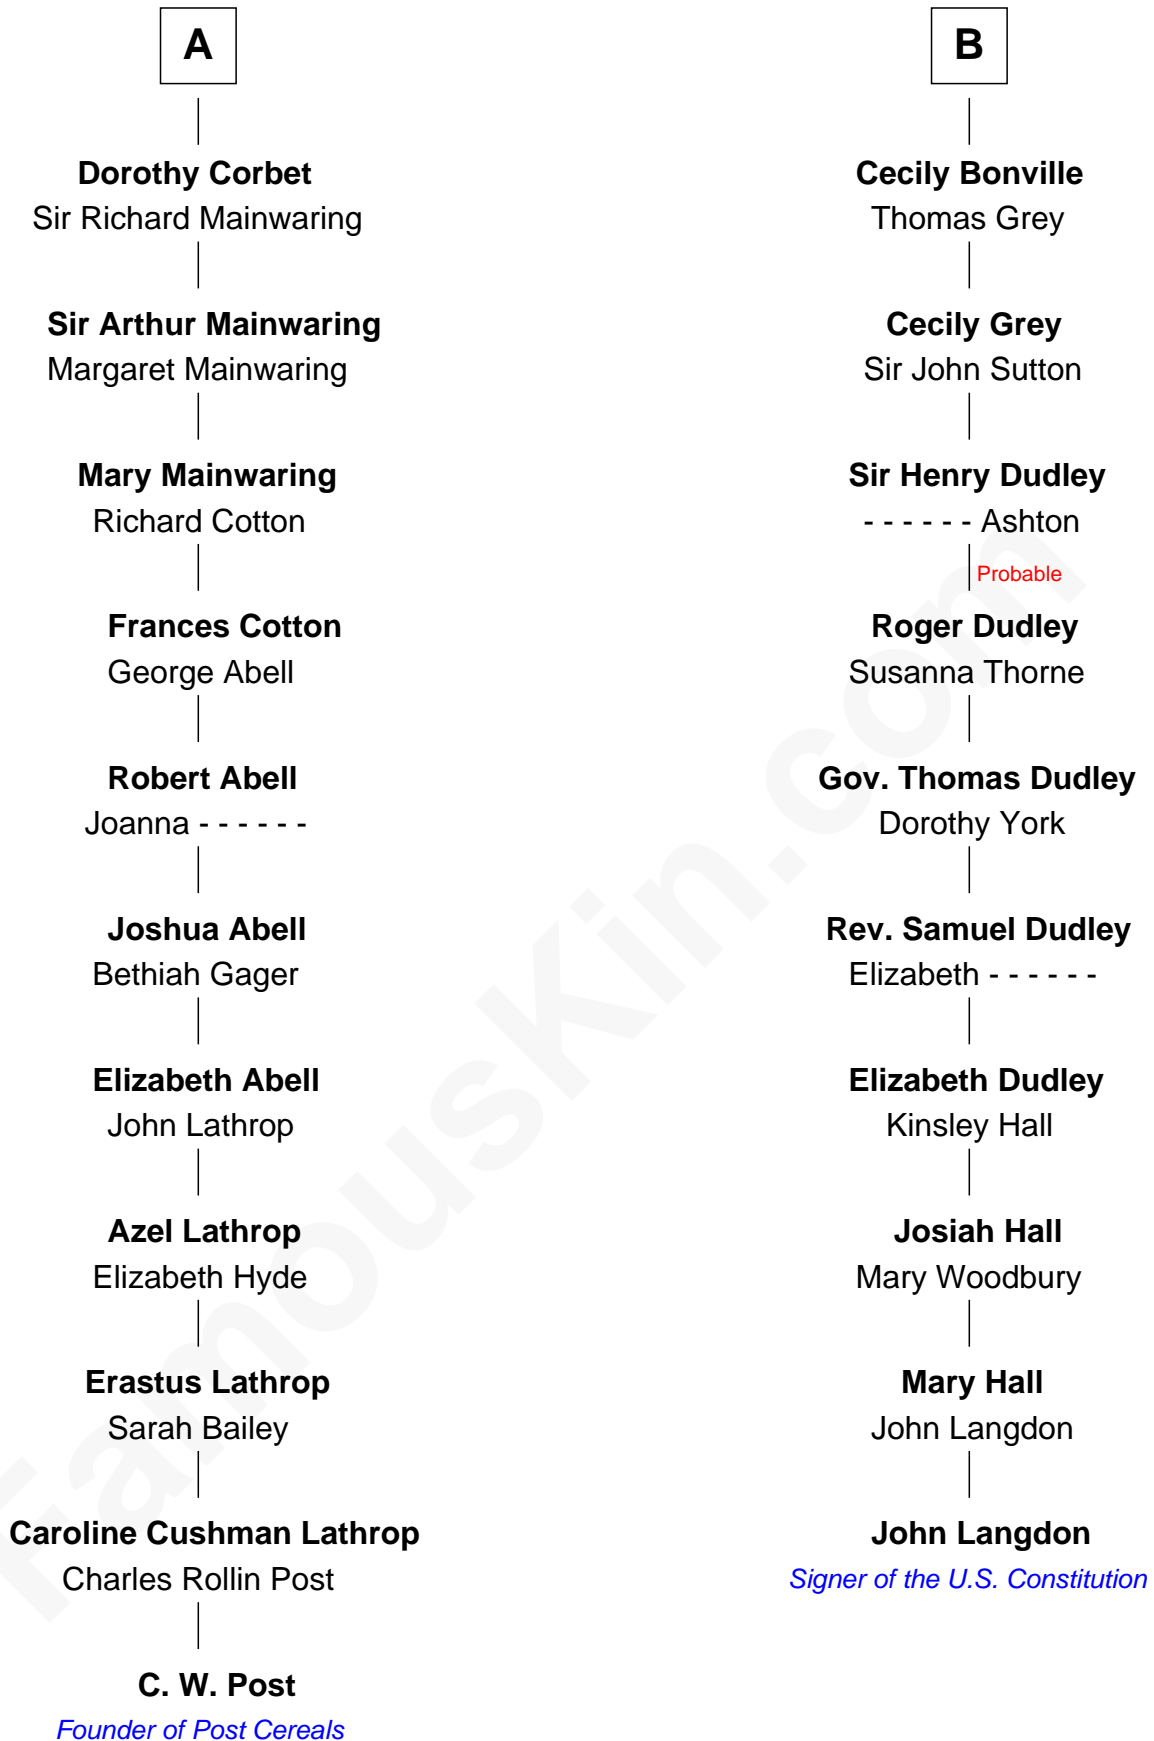 A
Dorothy Corbet
Sir Richard Mainwaring
Sir Arthur Mainwaring
Margaret Mainwaring
Mary Mainwaring
Richard Cotton
Frances Cotton
George Abell
Robert Abell
Joanna - - - - - -
Joshua Abell
Bethiah Gager
Elizabeth Abell
John Lathrop
Azel Lathrop
Elizabeth Hyde
Erastus Lathrop
Sarah Bailey
Caroline Cushman Lathrop
Charles Rollin Post
C. W. Post
Founder of Post Cereals
B
Cecily Bonville
Thomas Grey
Cecily Grey
Sir John Sutton
Sir Henry Dudley
- - - - - - Ashton
Probable
Roger Dudley
Susanna Thorne
Gov. Thomas Dudley
Dorothy York
Rev. Samuel Dudley
Elizabeth - - - - - -
Elizabeth Dudley
Kinsley Hall
Josiah Hall
Mary Woodbury
Mary Hall
John Langdon
John Langdon
Signer of the U.S. Constitution
FamousKin.com